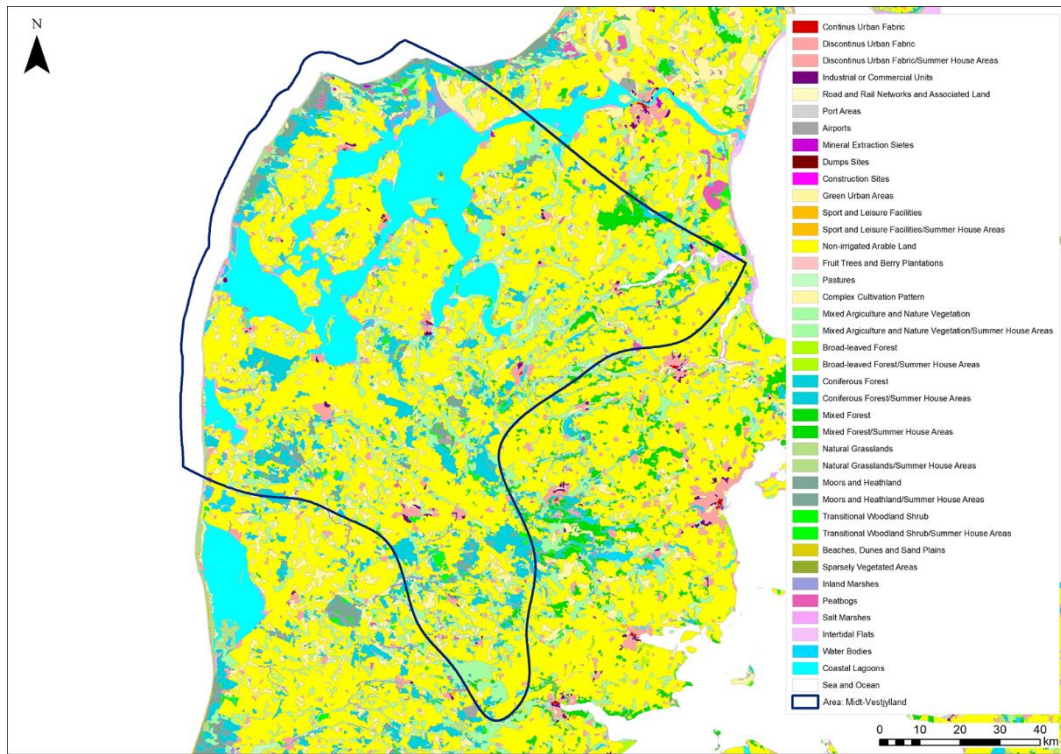 N
Continus Urban Fabric
Discontinus Urban Fabric
Discontinus Urban Fabric/Summer House Areas
Industrial or Commercial Units
Road and Rail Networks and Associated Land
Port Areas
Airports
Mineral Extraction Sietes
Dumps Sites
Construction Sites
Green Urban Areas
Sport and Leisure Facilities
Sport and Leisure Facilities/Summer House Areas
Non-irrigated Arable Land
Fruit Trees and Berry Plantations
Pastures
Complex Cultivation Pattern
Mixed Argiculture and Nature Vegetation
Mixed Argiculture and Nature Vegetation/Summer House Areas
Broad-leaved Forest
Broad-leaved Forest/Summer House Areas
Coniferous Forest
Coniferous Forest/Summer House Areas
Mixed Forest
Mixed Forest/Summer House Areas
Natural Grasslands
Natural Grasslands/Summer House Areas
Moors and Heathland
Moors and Heathland/Summer House Areas
Transitional Woodland Shrub
Transitional Woodland Shrub/Summer House Areas
Beaches, Dunes and Sand Plains
Sparsely Vegetated Areas
Inland Marshes
Peatbogs
Salt Marshes
Intertidal Flats
Water Bodies
Coastal Lagoons
Sea and Ocean
Area: Midt-Vestjylland
0 10 20 30 40
km